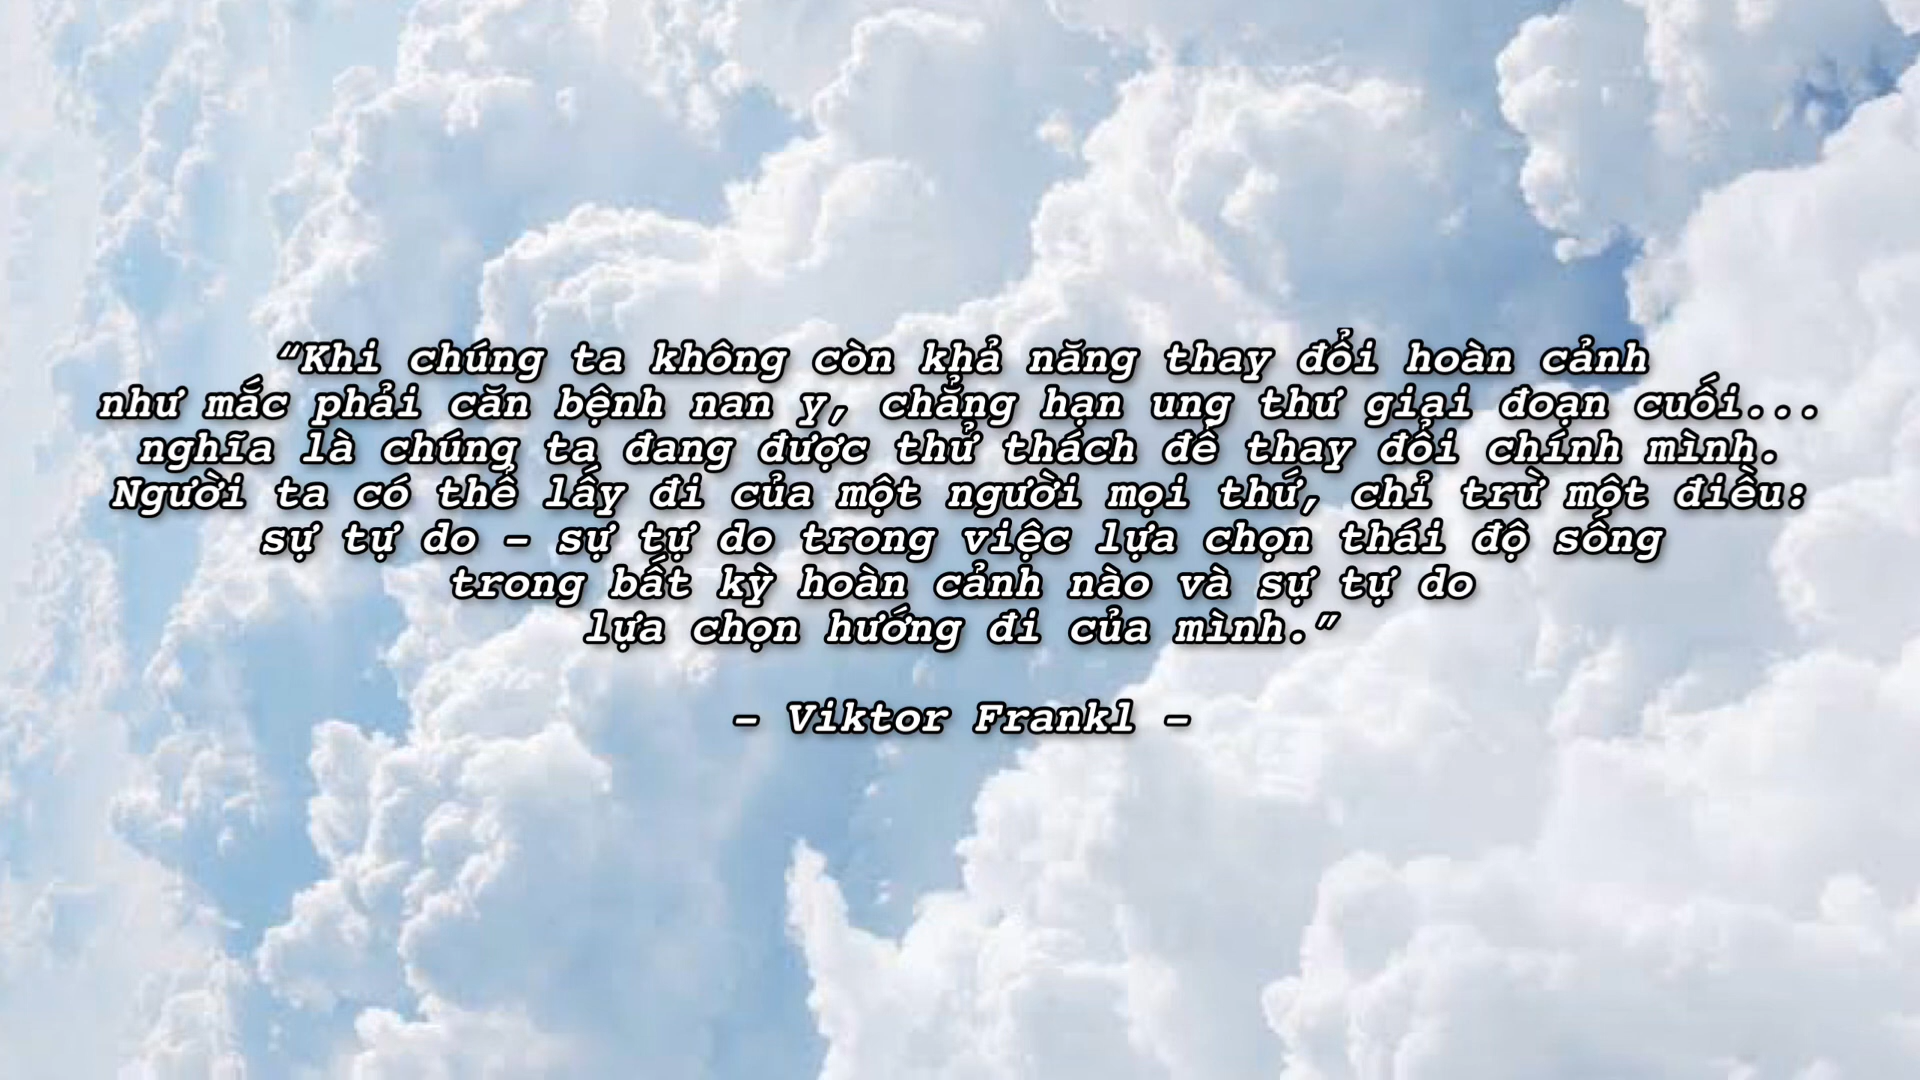 “Khi chúng ta không còn khả năng thay đổi hoàn cảnh
như mắc phải căn bệnh nan y, chẳng hạn ung thư giai đoạn cuối...
nghĩa là chúng ta đang được thử thách để thay đổi chính mình.
Người ta có thể lấy đi của một người mọi thứ, chỉ trừ một điều:
sự tự do – sự tự do trong việc lựa chọn thái độ sống
trong bất kỳ hoàn cảnh nào và sự tự do
lựa chọn hướng đi của mình.”
– Viktor Frankl –